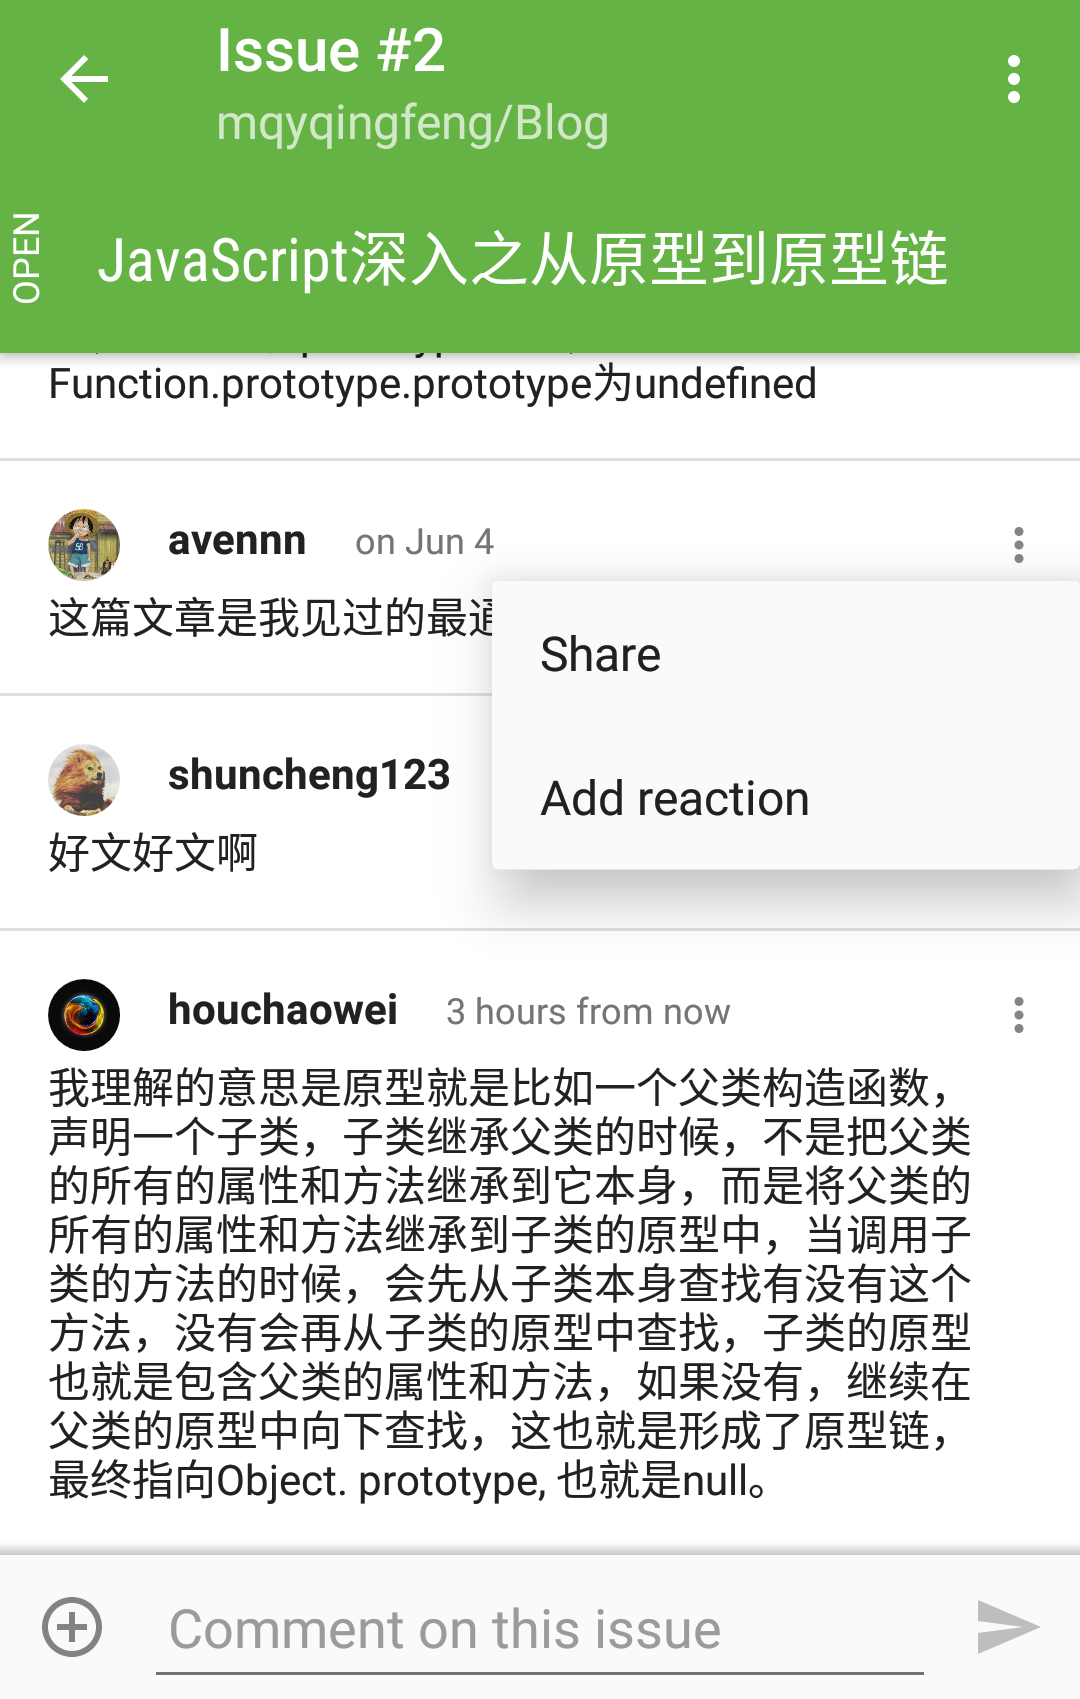 Issue #2
mqyqingfeng/Blog
OPEN
JavaScript深入之从原型到原型链
Function.prototype.prototype为undefined
avennn on Jun 4
这篇文章是我见过的最
Share
Add reaction
shuncheng123
好文好文啊
houchaowei 3 hours from now
我理解的意思是原型就是比如一个父类构造函数，
声明一个子类，子类继承父类的时候，不是把父类
的所有的属性和方法继承到它本身，而是将父类的
所有的属性和方法继承到子类的原型中，当调用子
类的方法的时候，会先从子类本身查找有没有这个
方法，没有会再从子类的原型中查找，子类的原型
也就是包含父类的属性和方法，如果没有，继续在
父类的原型中向下查找，这也就是形成了原型链，
最终指向Object. prototype, 也就是null。
Comment on this issue